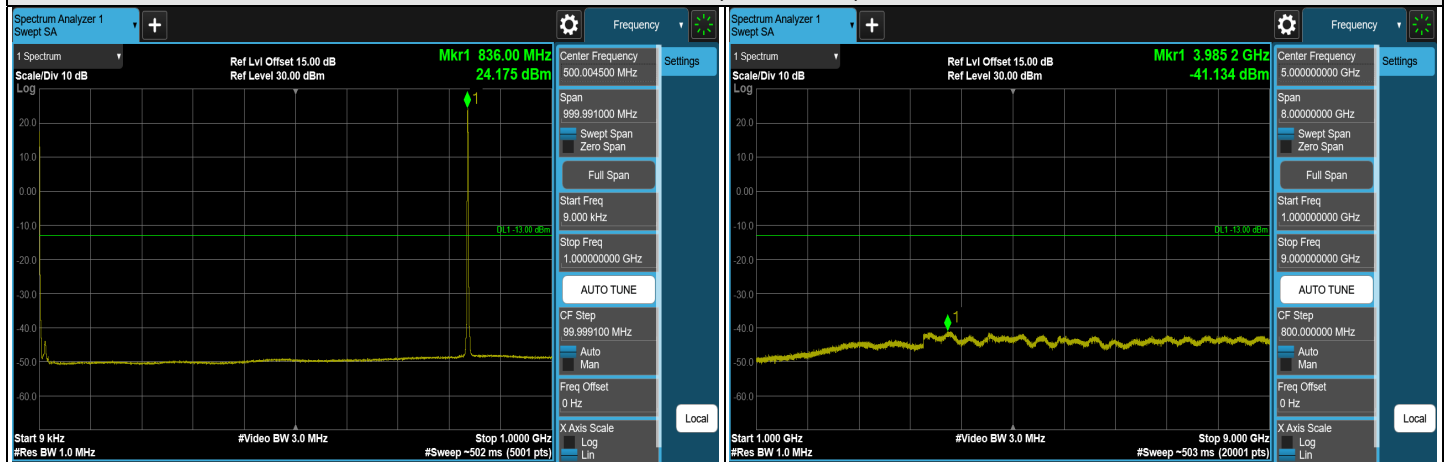 Spectrum Analyzer 1
Swept SA
+
Frequency
1 Spectrum
Scale/Div 10 dB
Log
Ref Lvl Offset 15.00 dB
Ref Level 30.00 dBm
Mkr1 836.00 MHz
24.175 dBm
1
20.0
10.0
0.00
-10.0
-20.0
-30.0
-40.0
-50.0
-60.0
DL1 -13.00 dBm
Start 9 kHz
#Res BW 1.0 MHz
#Video BW 3.0 MHz
Stop 1.0000 GHz
#Sweep ~502 ms (5001 pts)
Center Frequency
500.004500 MHz
Span
999.991000 MHz
Swept Span
Zero Span
Full Span
Start Freq
9.000 kHz
Stop Freq
1.000000000 GHz
AUTO TUNE
CF Step
99.999100 MHz
Auto
Man
Freq Offset
0 Hz
X Axis Scale
Log
Lin
Settings
Local
Spectrum Analyzer 1
Swept SA
+
Frequency
1 Spectrum
Scale/Div 10 dB
Log
Ref Lvl Offset 15.00 dB
Ref Level 30.00 dBm
Mkr1 3.985 2 GHz
-41.134 dBm
1
20.0
10.0
0.00
-10.0
-20.0
-30.0
-40.0
-50.0
-60.0
DL1 -13.00 dBm
Start 1.000 GHz
#Res BW 1.0 MHz
#Video BW 3.0 MHz
Stop 9.000 GHz
#Sweep ~503 ms (20001 pts)
Center Frequency
5.000000000 GHz
Span
8.00000000 GHz
Swept Span
Zero Span
Full Span
Start Freq
1.000000000 GHz
Stop Freq
9.000000000 GHz
AUTO TUNE
CF Step
800.000000 MHz
Auto
Man
Freq Offset
0 Hz
X Axis Scale
Log
Lin
Settings
Local